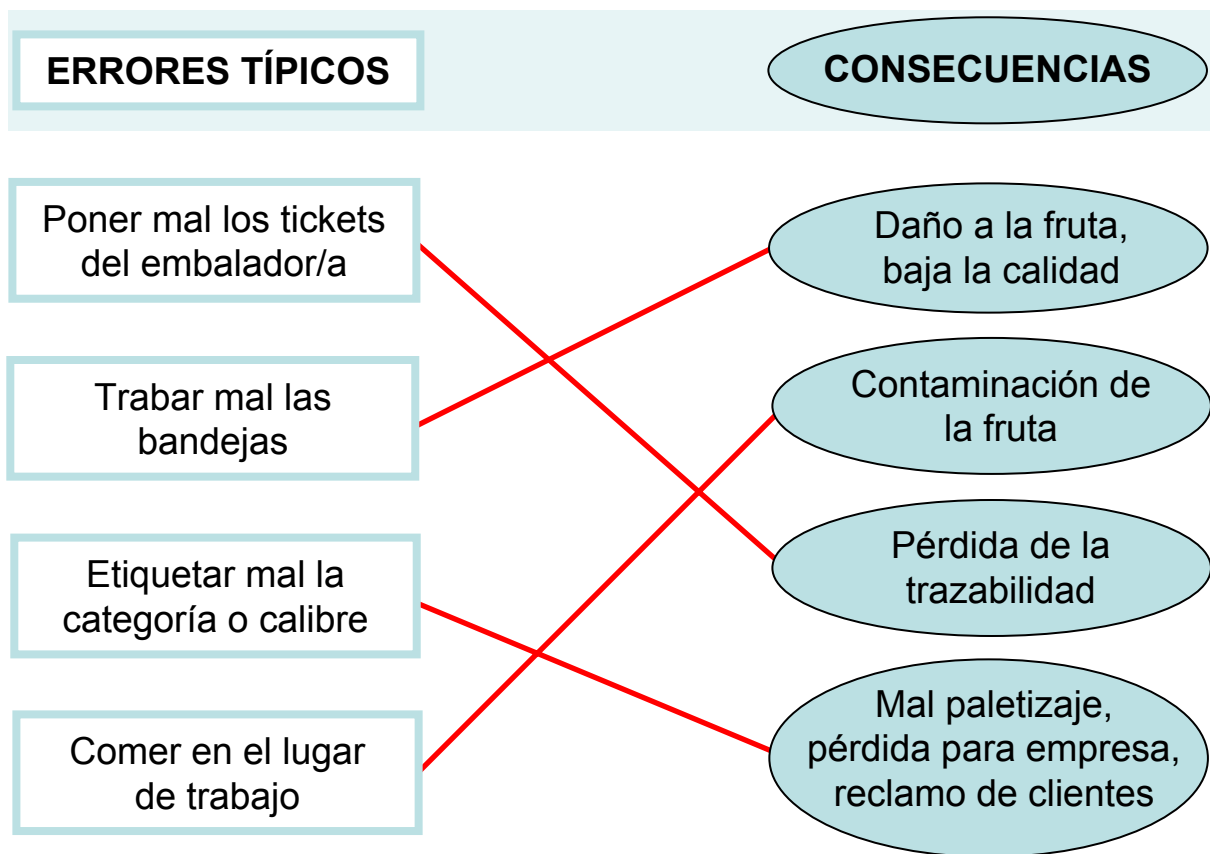 ERRORES TÍPICOS
CONSECUENCIAS
Poner mal los tickets
del embalador/a
Daño a la fruta,
baja la calidad
Trabar mal las
bandejas
Contaminación de
la fruta
Etiquetar mal la
categoría o calibre
Pérdida de la
trazabilidad
Comer en el lugar
de trabajo
Mal paletizaje,
pérdida para empresa,
reclamo de clientes